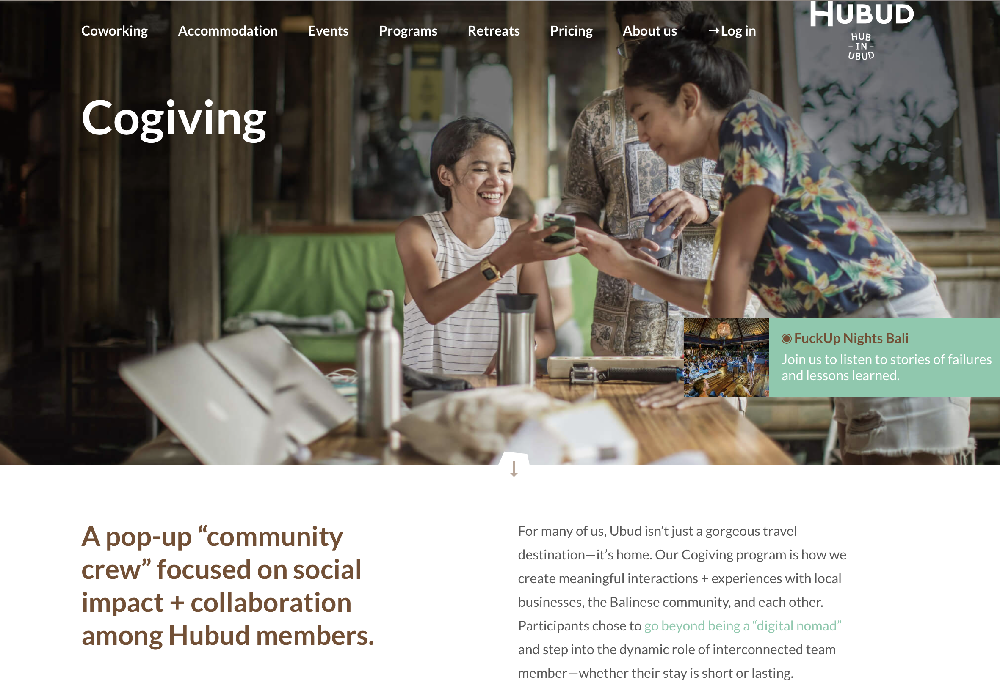 Coworking Accommodation Events Programs Retreats Pricing About us →Log in
HUBUD
HUB
– IN –
UBUD
Cogiving
◉ FuckUp Nights Bali
Join us to listen to stories of failures
and lessons learned.
A pop-up “community
crew” focused on social
impact + collaboration
among Hubud members.
For many of us, Ubud isn’t just a gorgeous travel
destination—it’s home. Our Cogiving program is how we
create meaningful interactions + experiences with local
businesses, the Balinese community, and each other.
Participants chose to go beyond being a “digital nomad”
and step into the dynamic role of interconnected team
member—whether their stay is short or lasting.